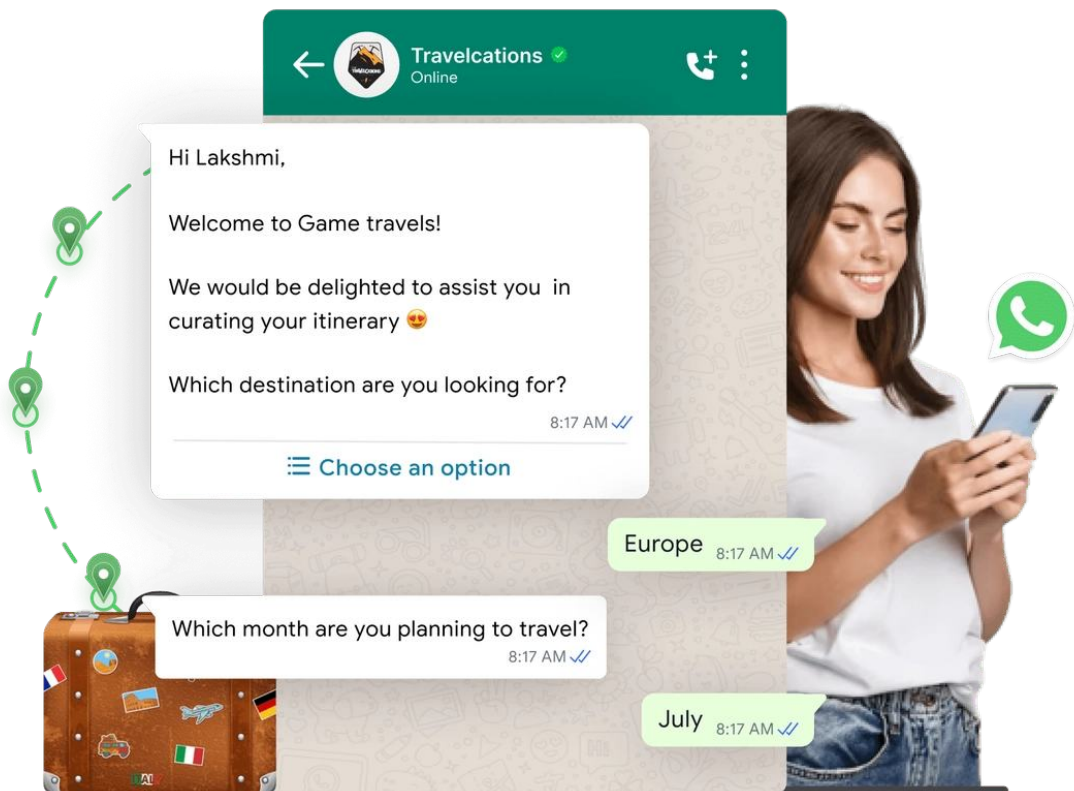 Travelcations
Online
Hi Lakshmi,
Welcome to Game travels!
We would be delighted to assist you in
curating your itinerary 😍
Which destination are you looking for?
8:17 AM
Choose an option
Europe 8:17 AM
Which month are you planning to travel?
8:17 AM
July 8:17 AM